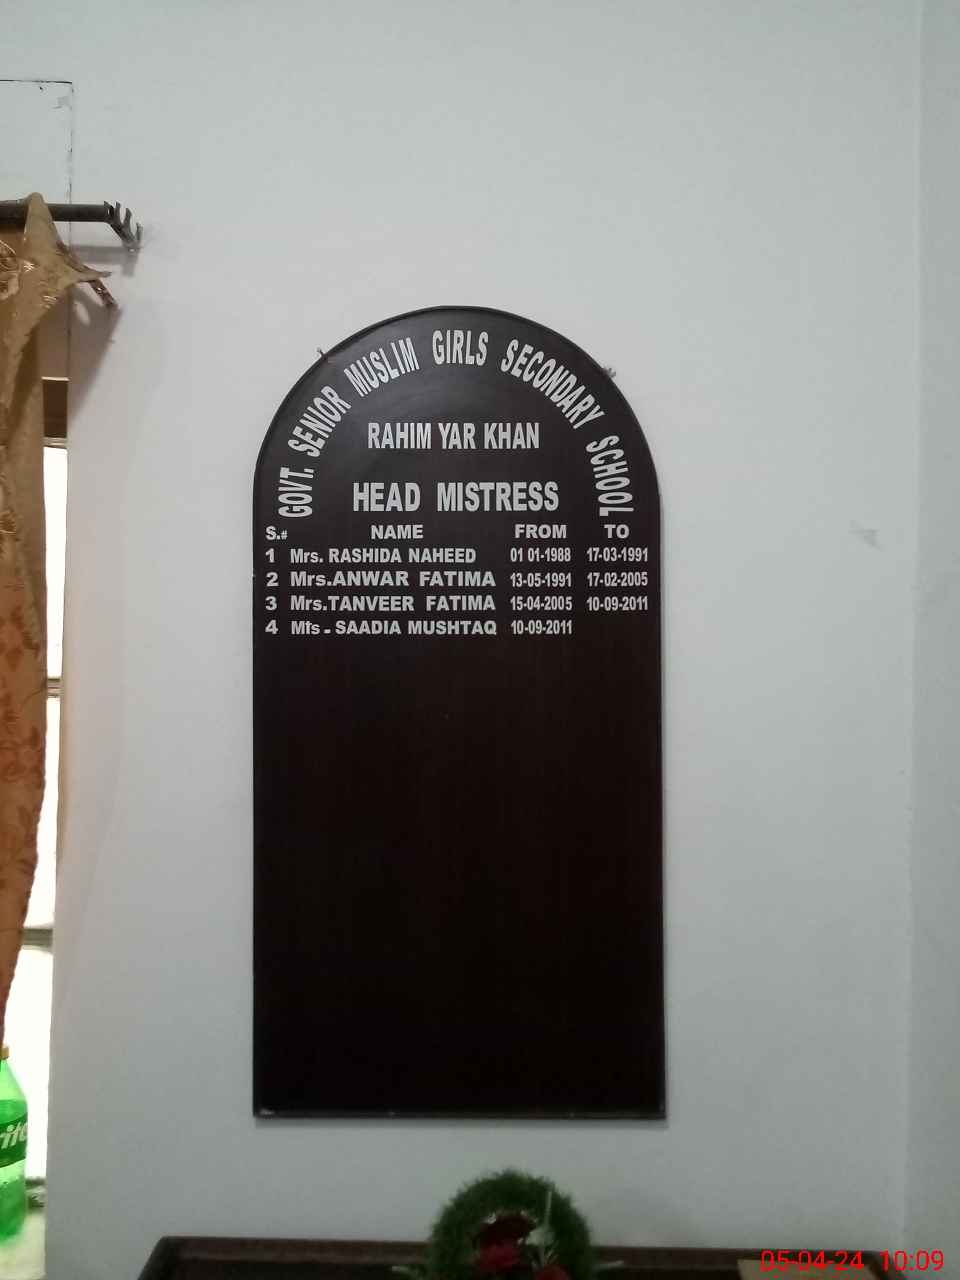 GOVT. SENIOR MUSLIM GIRLS SECONDARY SCHOOL
RAHIM YAR KHAN
HEAD MISTRESS
S.# NAME FROM TO
1 Mrs. RASHIDA NAHEED 01 01-1988 17-03-1991
2 Mrs.ANWAR FATIMA 13-05-1991 17-02-2005
3 Mrs.TANVEER FATIMA 15-04-2005 10-09-2011
4 Mis - SAADIA MUSHTAQ 10-09-2011
05-04-24 10:09